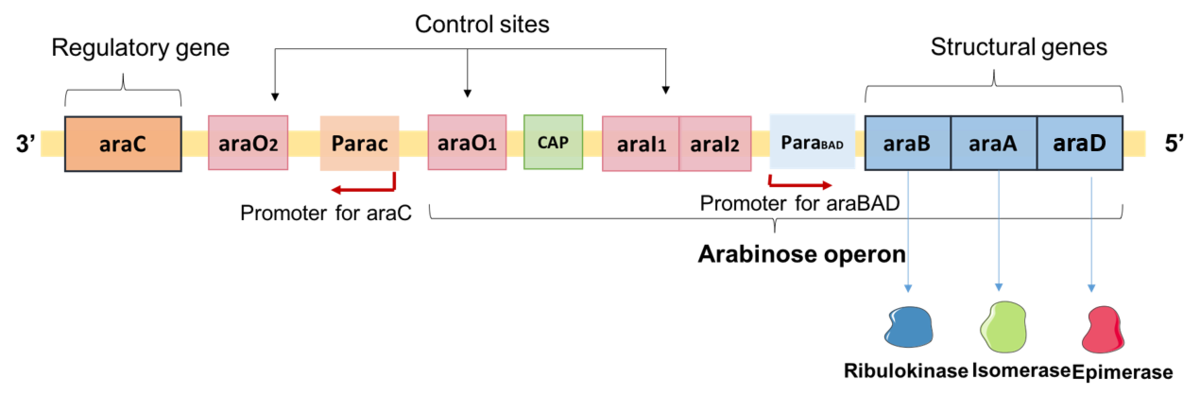 Control sites
Regulatory gene
Structural genes
3’ araC araO2 Parac araO1 CAP araI1 araI2 ParaBAD araB araA araD 5’
Promoter for araC
Promoter for araBAD
Arabinose operon
Ribulokinase Isomerase Epimerase